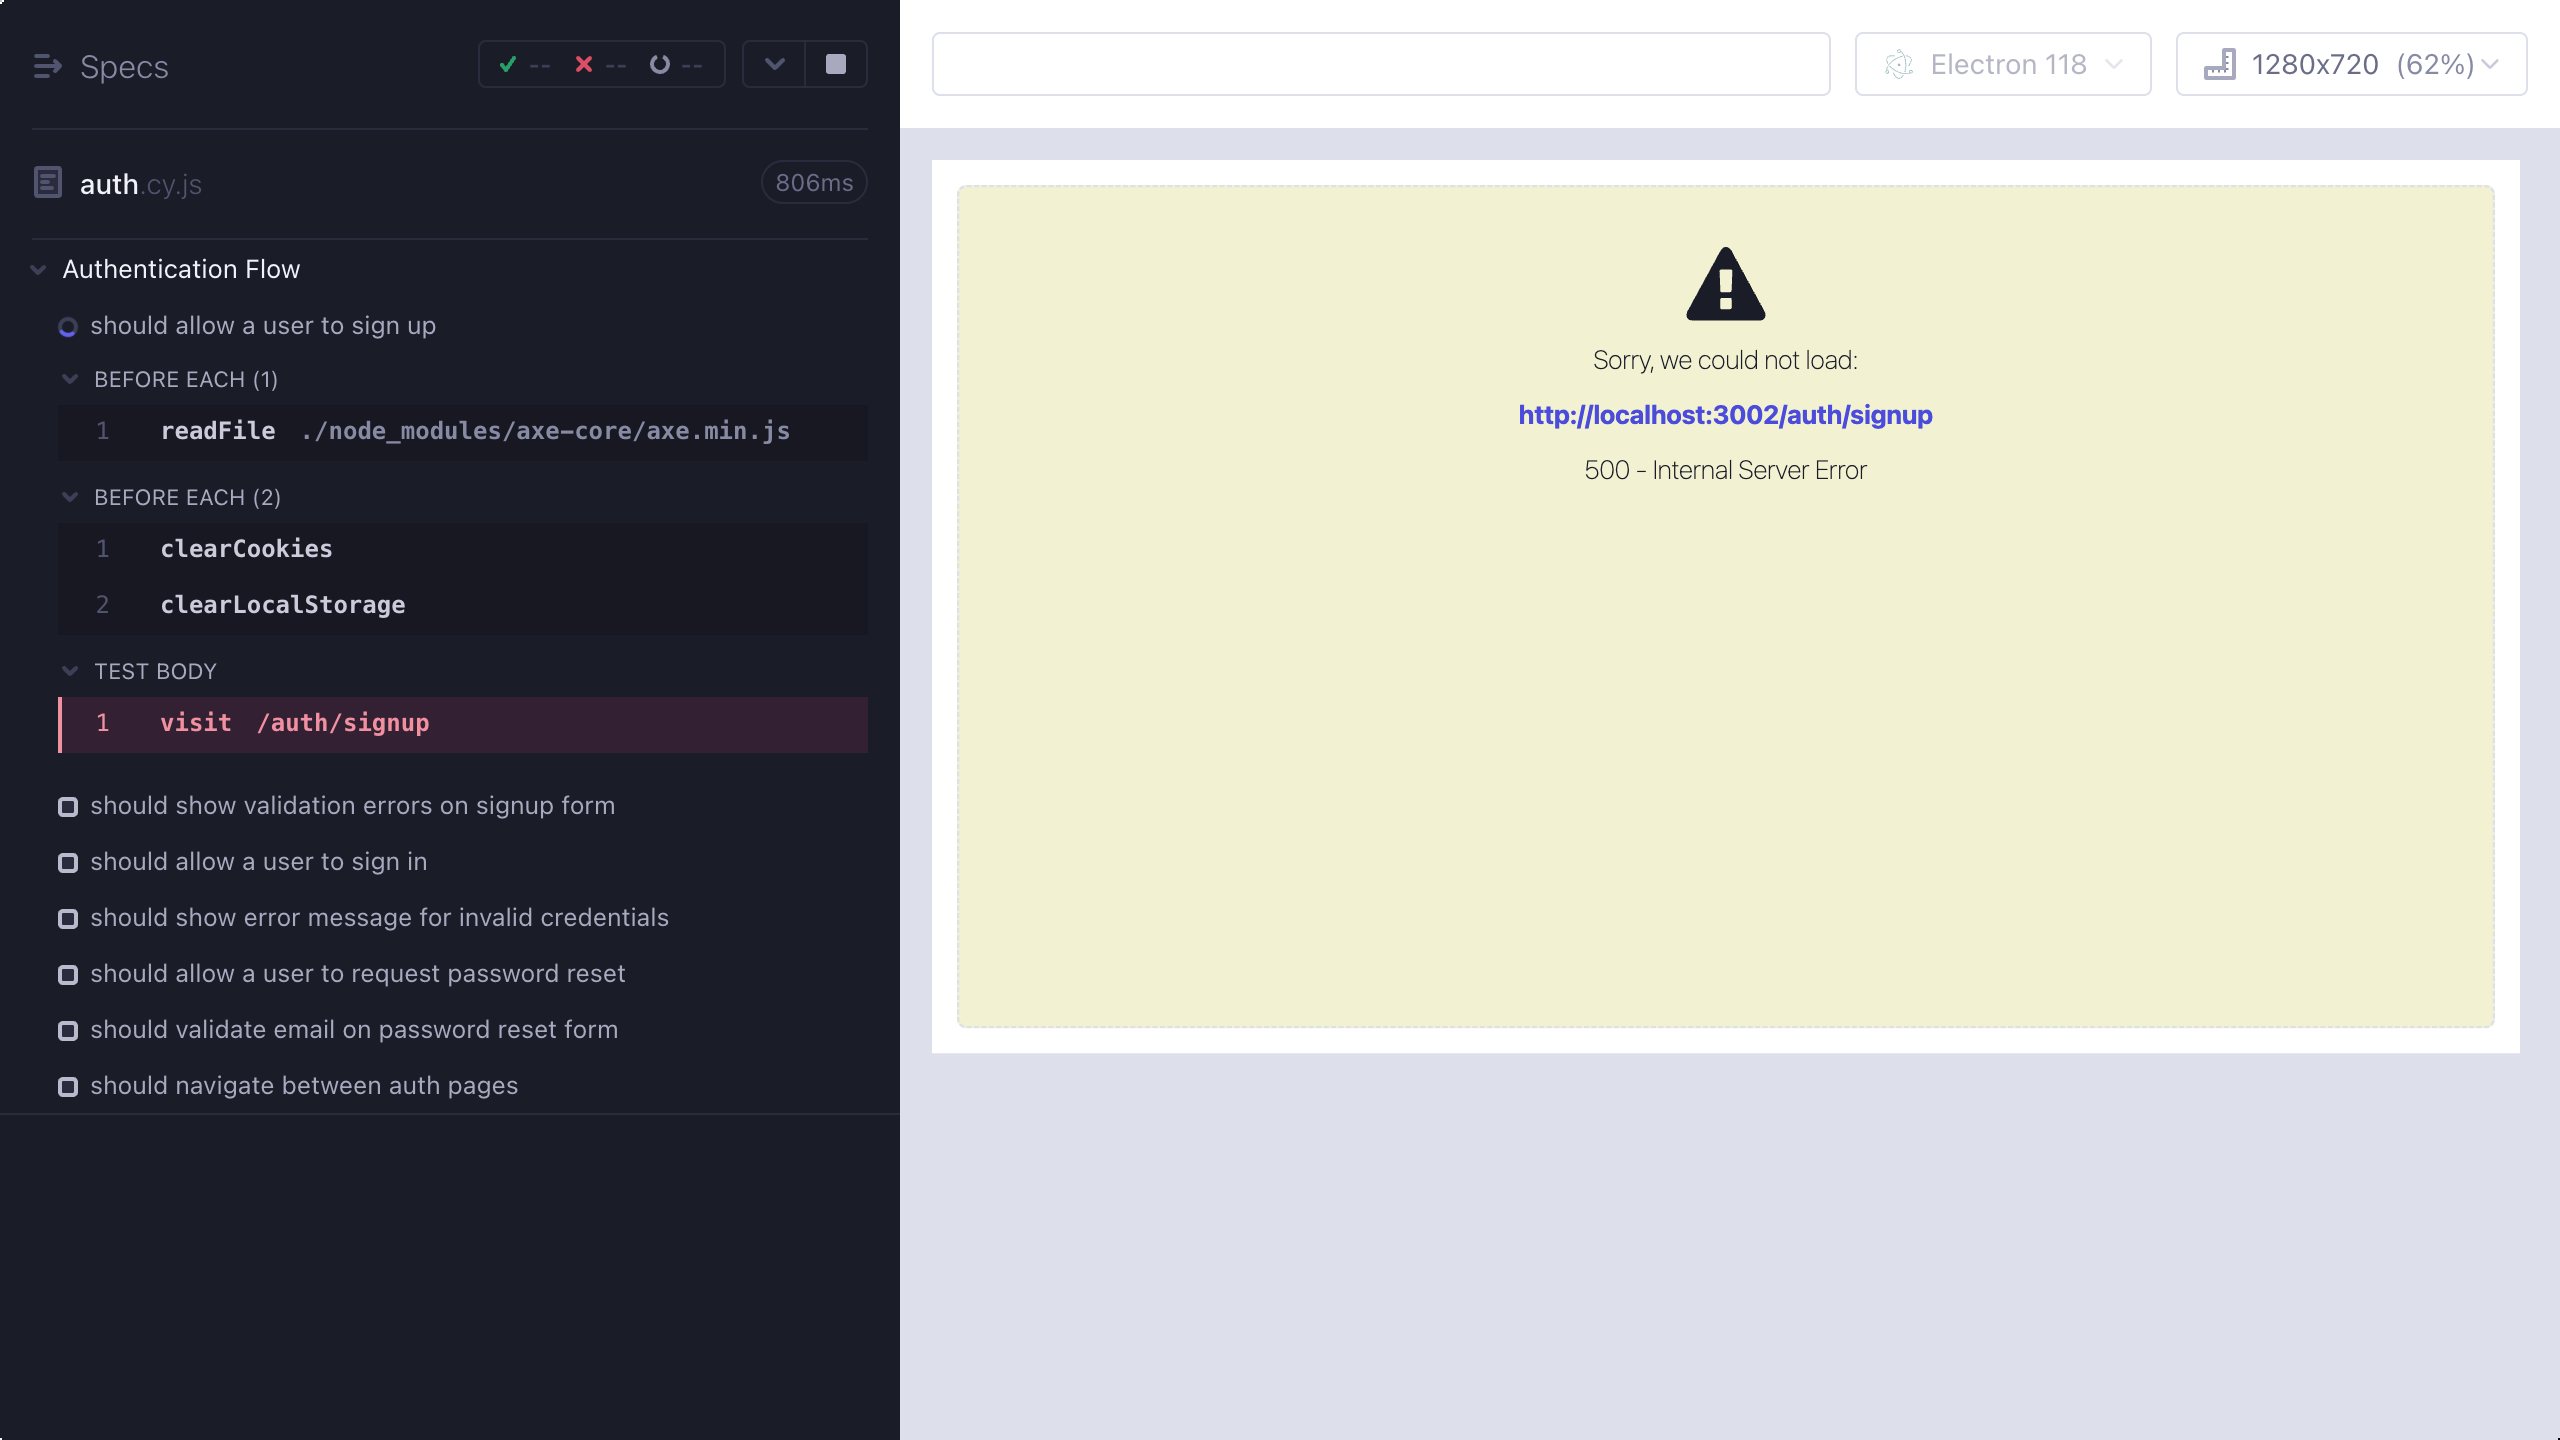 Specs
-- -- --
auth.cy.js 806ms
Authentication Flow
should allow a user to sign up
BEFORE EACH (1)
1 readFile ./node_modules/axe-core/axe.min.js
BEFORE EACH (2)
1 clearCookies
2 clearLocalStorage
TEST BODY
1 visit /auth/signup
should show validation errors on signup form
should allow a user to sign in
should show error message for invalid credentials
should allow a user to request password reset
should validate email on password reset form
should navigate between auth pages
Electron 118
1280x720 (62%)
Sorry, we could not load:
http://localhost:3002/auth/signup
500 - Internal Server Error